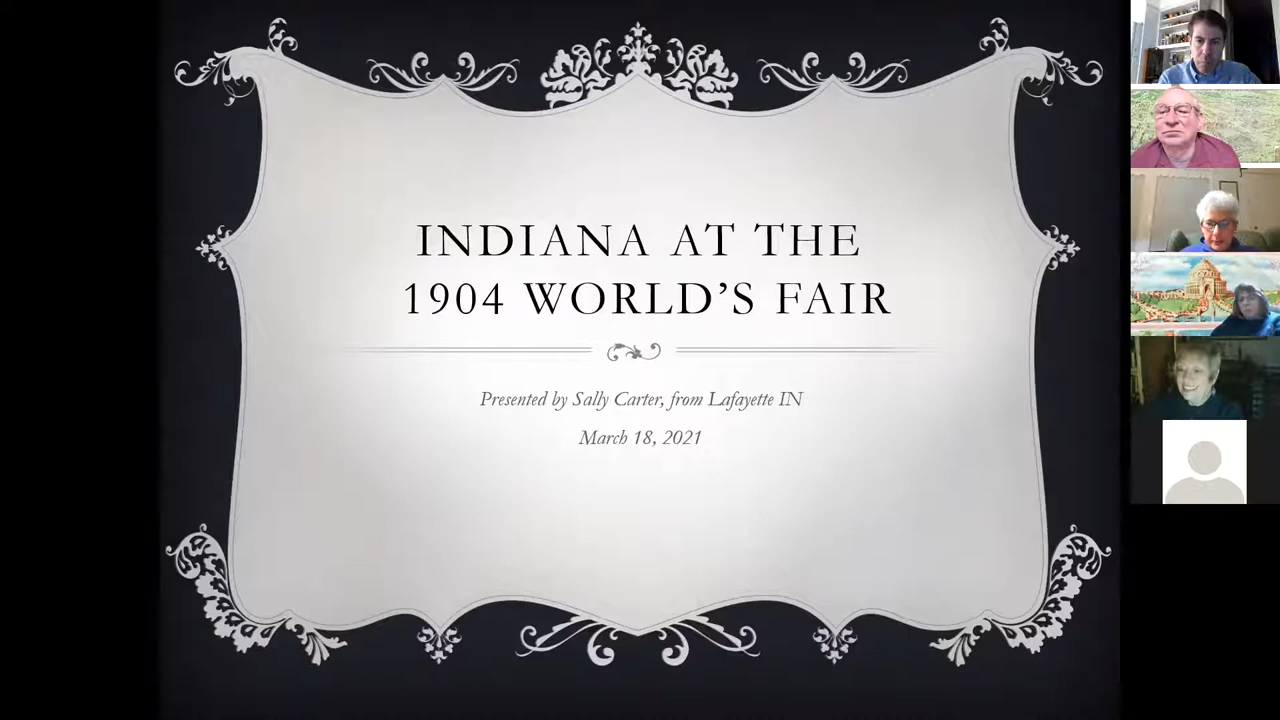 INDIANA AT THE
1904 WORLD’S FAIR
Presented by Sally Carter, from Lafayette IN
March 18, 2021